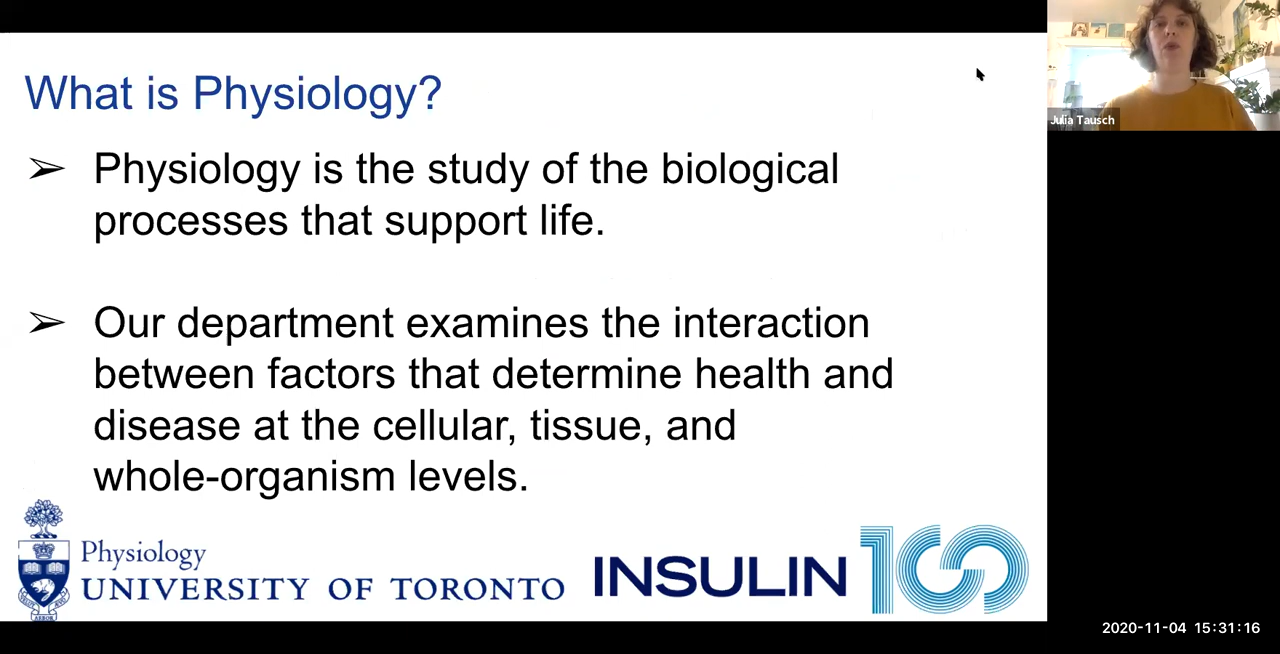 What is Physiology?
➢ Physiology is the study of the biological
processes that support life.
➢ Our department examines the interaction
between factors that determine health and
disease at the cellular, tissue, and
whole-organism levels.
Physiology
UNIVERSITY OF TORONTO
INSULIN 100
Julia Tausch
2020-11-04 15:31:16